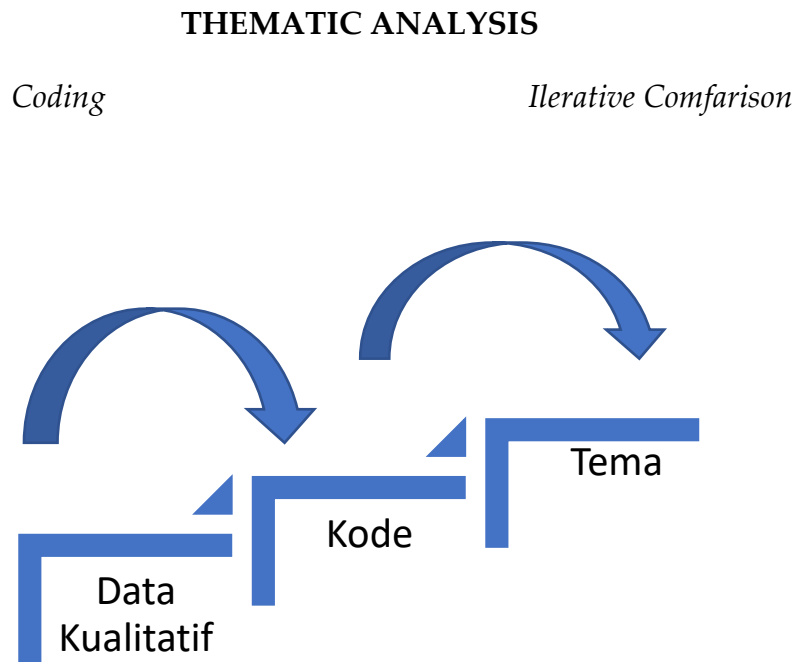 THEMATIC ANALYSIS
Coding
Ilerative Comfarison
Tema
Kode
Data
Kualitatif